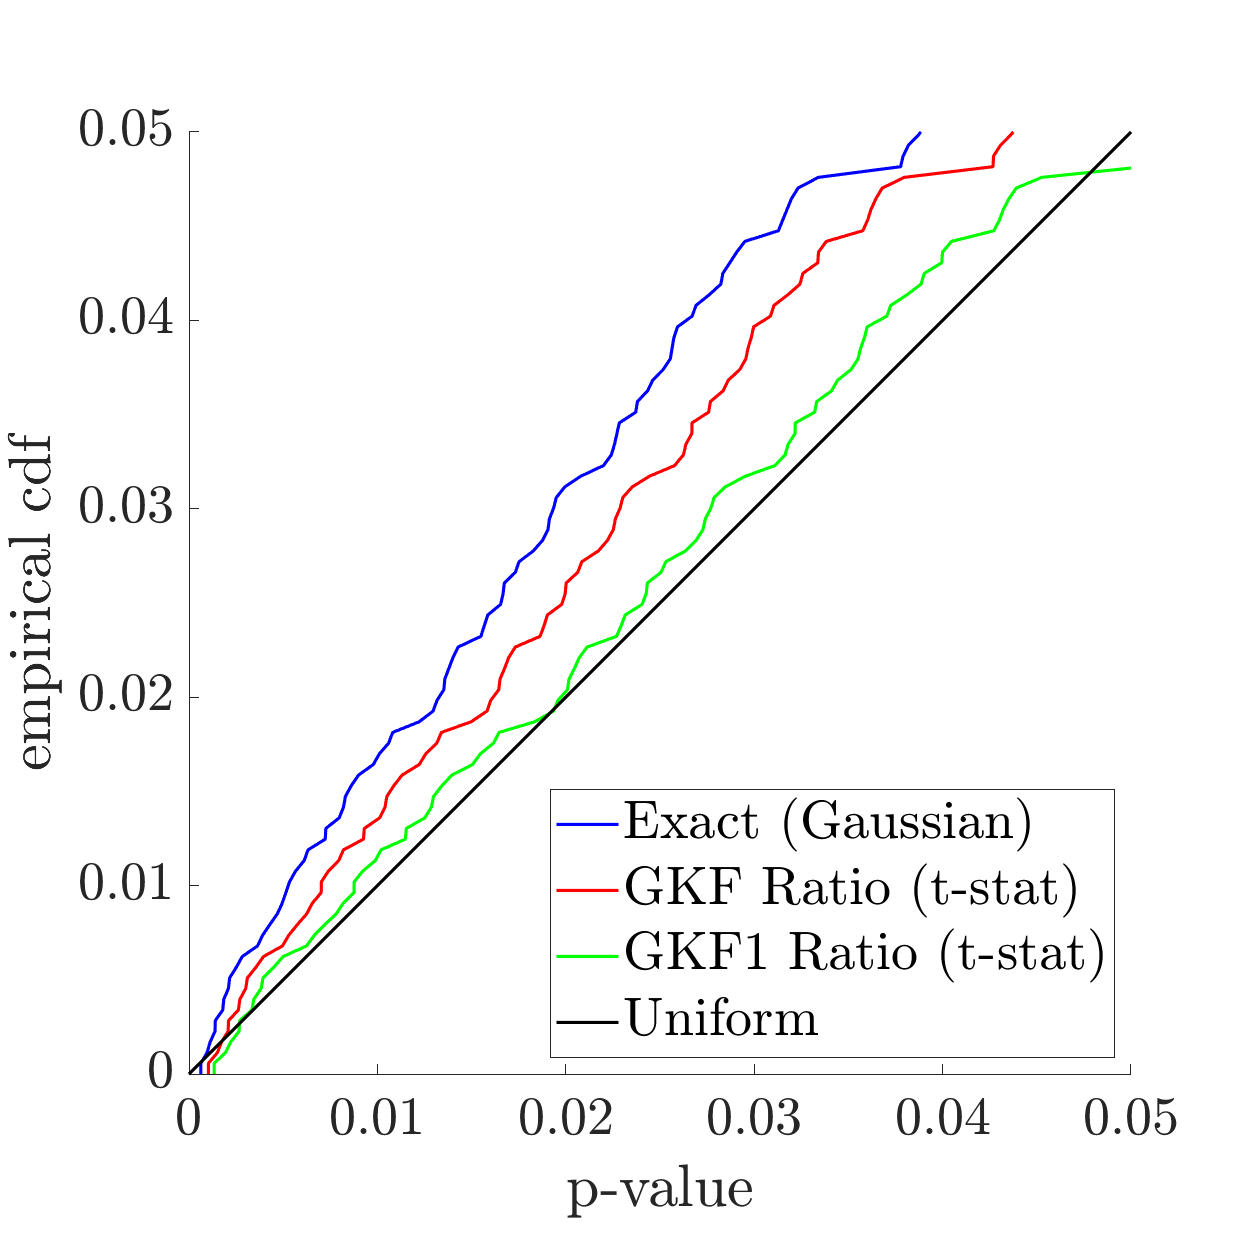 0.05
0.04
0.03
0.02
0.01
0
empirical cdf
Exact (Gaussian)
GKF Ratio (t-stat)
GKF1 Ratio (t-stat)
Uniform
0 0.01 0.02 0.03 0.04 0.05
p-value